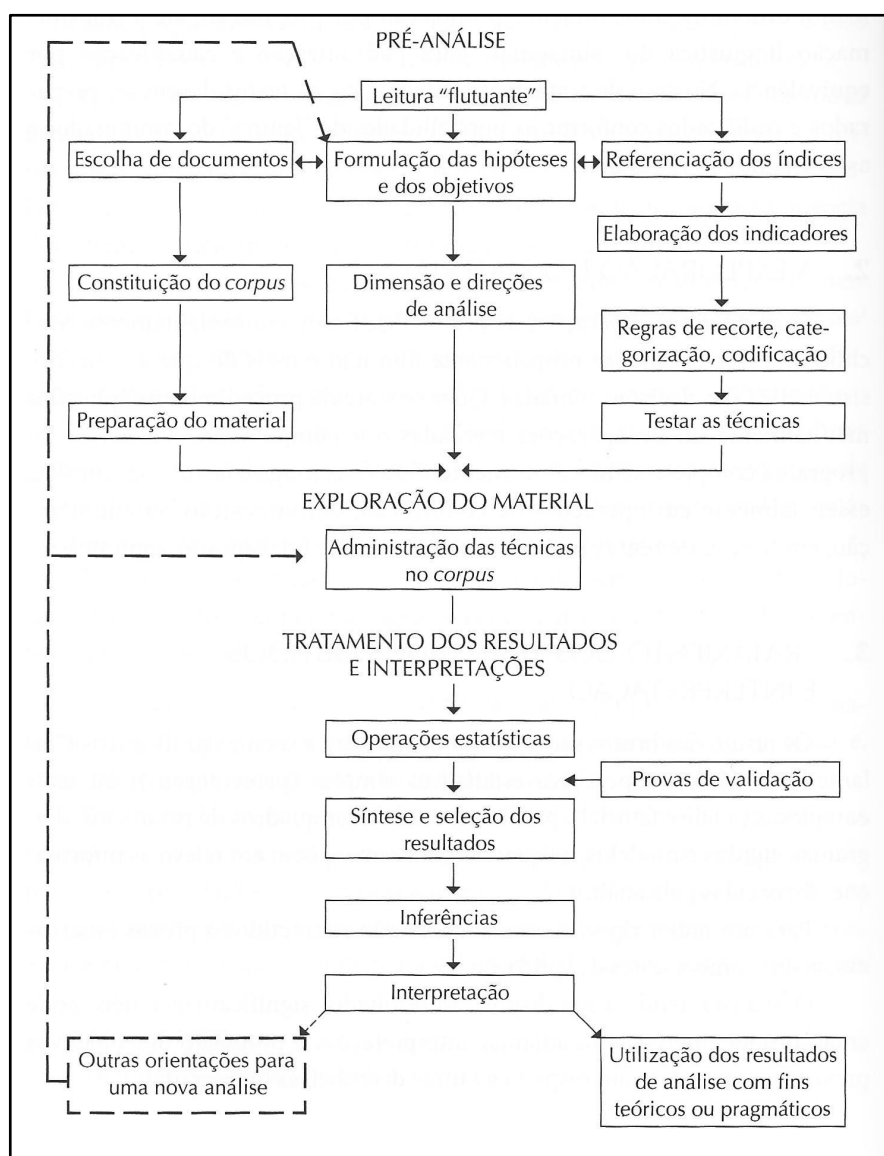 PRÉ-ANÁLISE
Leitura “flutuante”
Escolha de documentos
Formulação das hipóteses
e dos objetivos
Referenciação dos índices
Elaboração dos indicadores
Constituição do corpus
Dimensão e direções
de análise
Regras de recorte, cate-
gorização, codificação
Preparação do material
Testar as técnicas
EXPLORAÇÃO DO MATERIAL
Administração das técnicas
no corpus
TRATAMENTO DOS RESULTADOS
E INTERPRETAÇÕES
Operações estatísticas
Provas de validação
Síntese e seleção dos
resultados
Inferências
Interpretação
Outras orientações para
uma nova análise
Utilização dos resultados
de análise com fins
teóricos ou pragmáticos